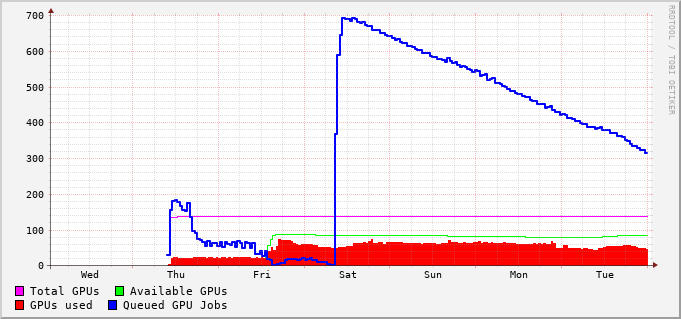 700
600
500
400
300
200
100
0
Wed Thu Fri Sat Sun Mon Tue
Total GPUs Available GPUs
GPUs used Queued GPU Jobs
RRDTOOL / TOBI OETIKER